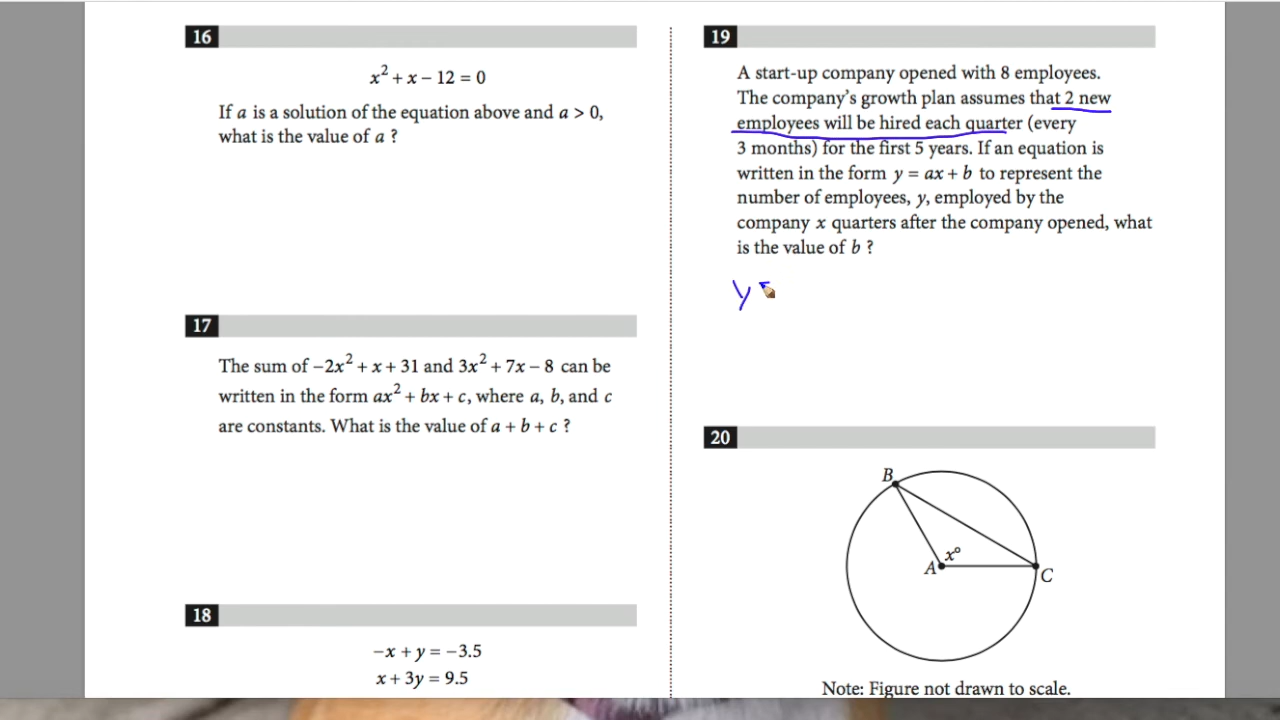 16
x² + x – 12 = 0
If a is a solution of the equation above and a > 0,
what is the value of a ?
17
The sum of –2x² + x + 31 and 3x² + 7x – 8 can be
written in the form ax² + bx + c, where a, b, and c
are constants. What is the value of a + b + c ?
18
–x + y = –3.5
x + 3y = 9.5
19
A start-up company opened with 8 employees.
The company’s growth plan assumes that 2 new
employees will be hired each quarter (every
3 months) for the first 5 years. If an equation is
written in the form y = ax + b to represent the
number of employees, y, employed by the
company x quarters after the company opened, what
is the value of b ?
y
20
B
x°
A
C
Note: Figure not drawn to scale.